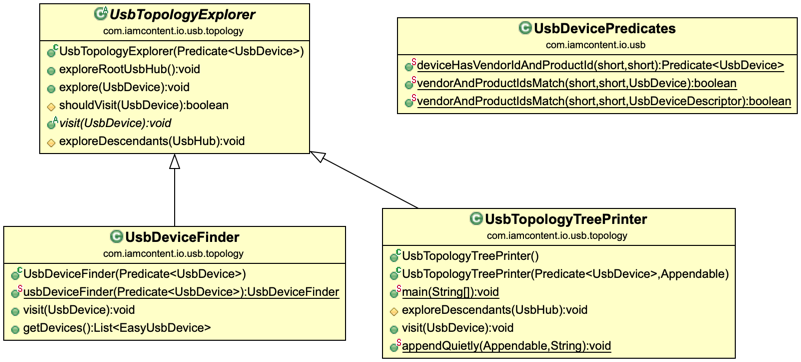 UsbTopologyExplorer
com.iamcontent.io.usb.topology
UsbTopologyExplorer(Predicate<UsbDevice>)
exploreRootUsbHub():void
explore(UsbDevice):void
shouldVisit(UsbDevice):boolean
visit(UsbDevice):void
exploreDescendants(UsbHub):void
UsbDevicePredicates
com.iamcontent.io.usb
deviceHasVendorIdAndProductId(short,short):Predicate<UsbDevice>
vendorAndProductIdsMatch(short,short,UsbDevice):boolean
vendorAndProductIdsMatch(short,short,UsbDeviceDescriptor):boolean
UsbDeviceFinder
com.iamcontent.io.usb.topology
UsbDeviceFinder(Predicate<UsbDevice>)
usbDeviceFinder(Predicate<UsbDevice>):UsbDeviceFinder
visit(UsbDevice):void
getDevices():List<EasyUsbDevice>
UsbTopologyTreePrinter
com.iamcontent.io.usb.topology
UsbTopologyTreePrinter()
UsbTopologyTreePrinter(Predicate<UsbDevice>,Appendable)
main(String[]):void
exploreDescendants(UsbHub):void
visit(UsbDevice):void
appendQuietly(Appendable,String):void